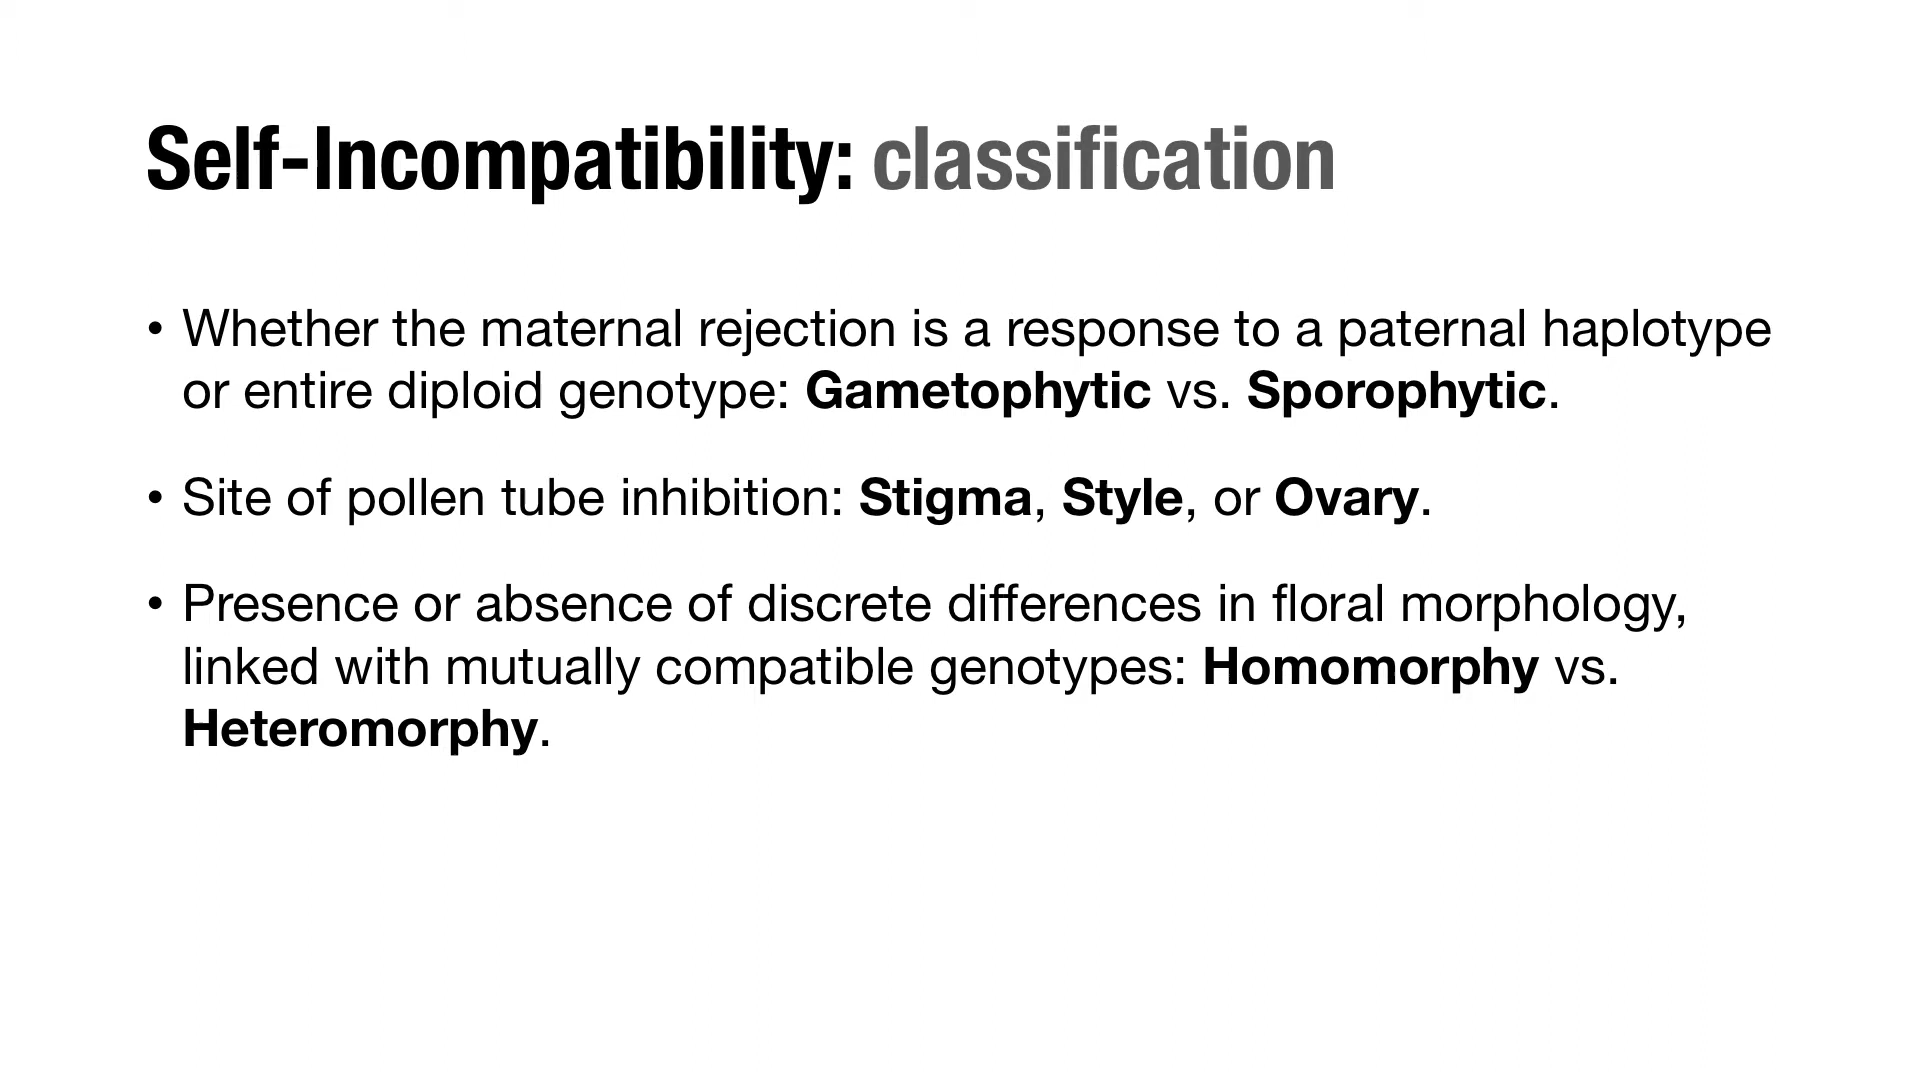 Self-Incompatibility: classification
• Whether the maternal rejection is a response to a paternal haplotype
or entire diploid genotype: Gametophytic vs. Sporophytic.
• Site of pollen tube inhibition: Stigma, Style, or Ovary.
• Presence or absence of discrete differences in floral morphology,
linked with mutually compatible genotypes: Homomorphy vs.
Heteromorphy.